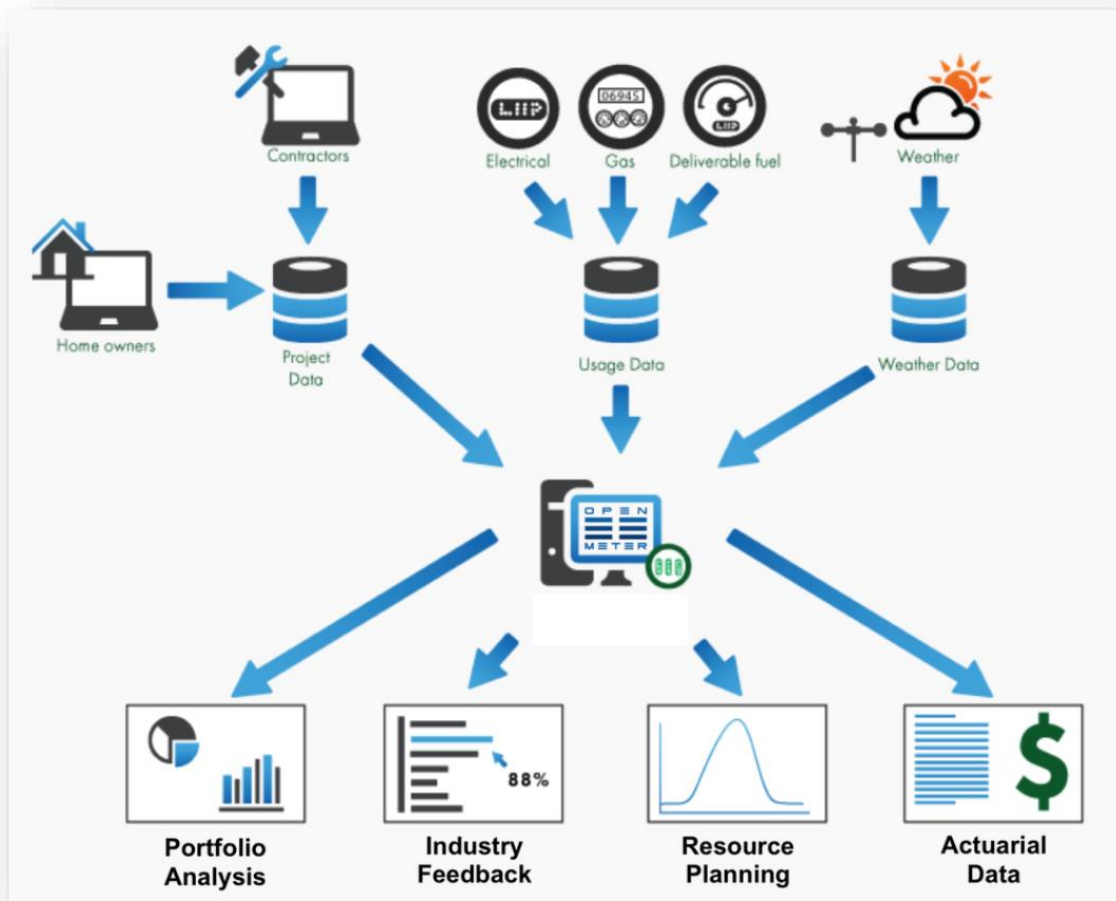 Contractors
Electrical
Gas
Deliverable fuel
Weather
06945
Home owners
Project
Data
Usage Data
Weather Data
OPEN
METER
88%
Portfolio
Analysis
Industry
Feedback
Resource
Planning
Actuarial
Data